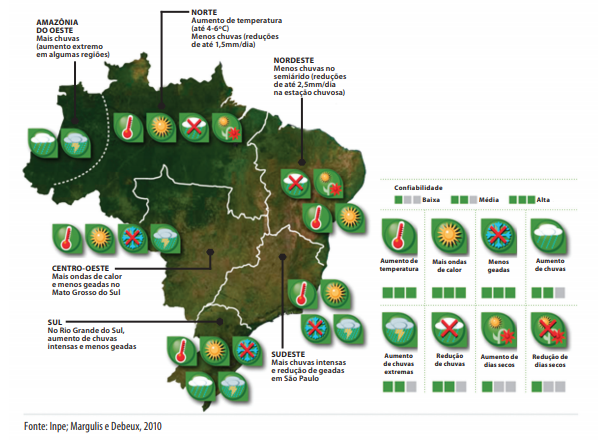 AMAZÔNIA
DO OESTE
Mais chuvas
(aumento extremo
em algumas regiões)
NORTE
Aumento de temperatura
(até 4-6ºC)
Menos chuvas (reduções
de até 1,5mm/dia)
NORDESTE
Menos chuvas no
semiárido (reduções
de até 2,5mm/dia
na estação chuvosa)
CENTRO-OESTE
Mais ondas de calor
e menos geadas no
Mato Grosso do Sul
SUL
No Rio Grande do Sul,
aumento de chuvas
intensas e menos geadas
SUDESTE
Mais chuvas intensas
e redução de geadas
em São Paulo
Confiabilidade
Baixa Média Alta
Aumento de
temperatura
Mais ondas
de calor
Menos
geadas
Aumento
de chuvas
Aumento
de chuvas
extremas
Redução
de chuvas
Aumento de
dias secos
Redução de
dias secos
Fonte: Inpe; Margulis e Debeux, 2010